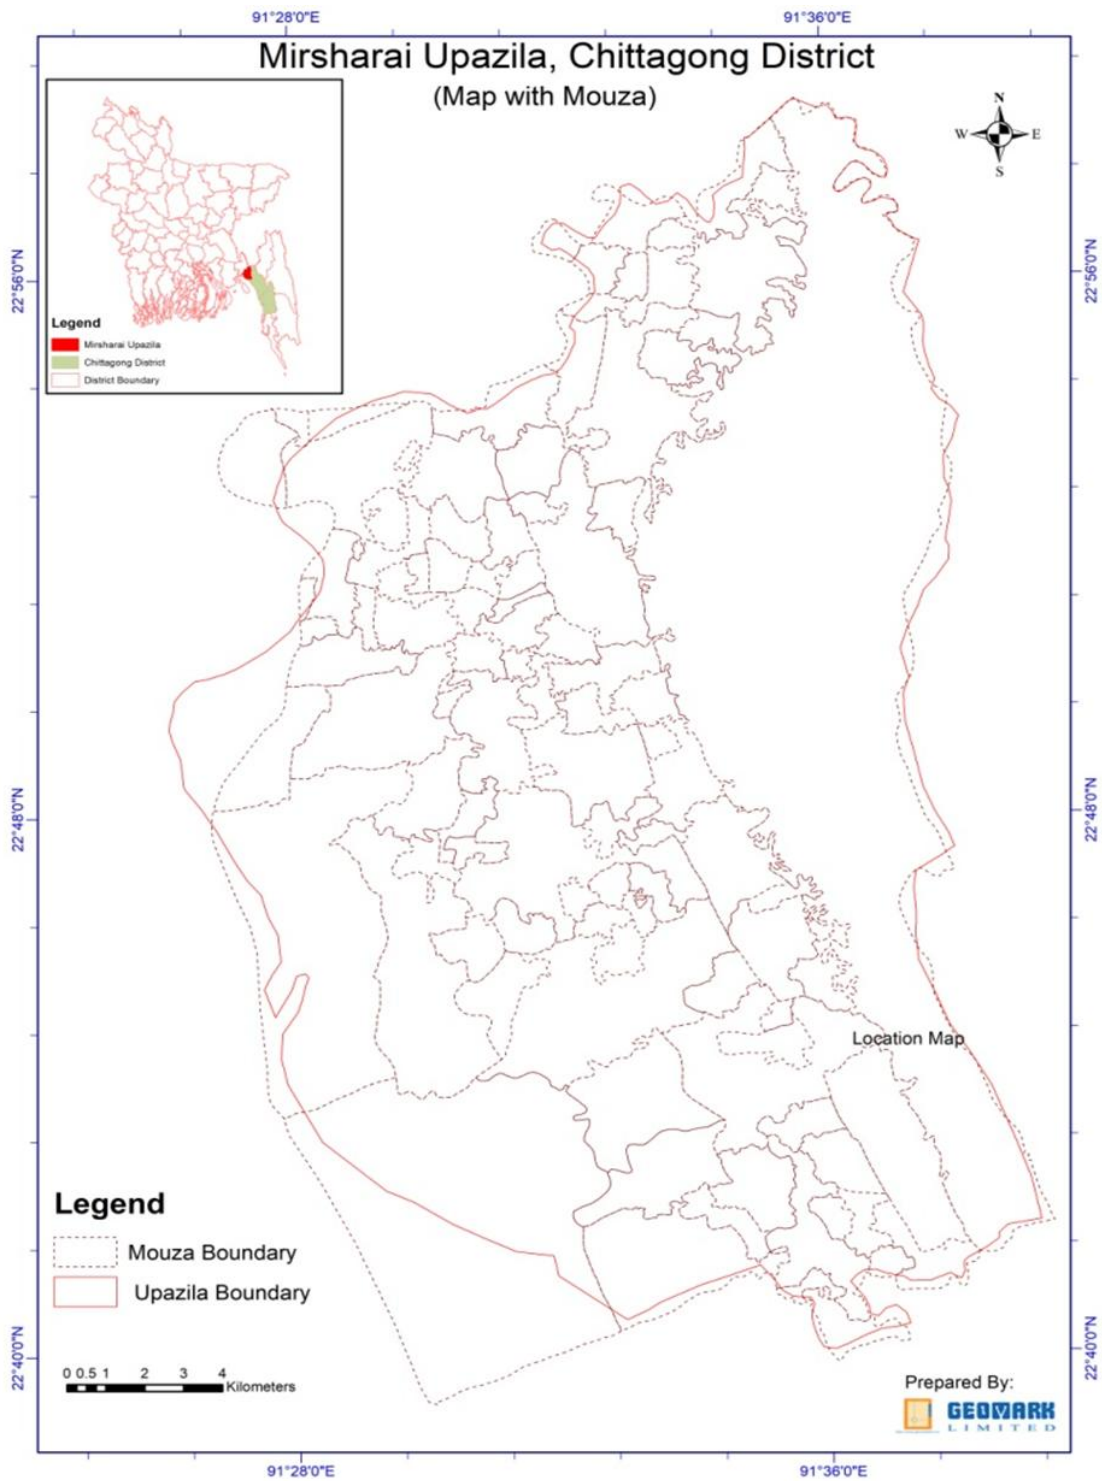 91°28'0"E 91°36'0"E
Mirsharai Upazila, Chittagong District
(Map with Mouza)
N
W E
S
22°56'0"N
22°56'0"N
Legend
Mirsharai Upazila
Chittagong District
District Boundary
22°48'0"N
22°48'0"N
Location Map
Legend
Mouza Boundary
Upazila Boundary
22°40'0"N
22°40'0"N
0 0.5 1 2 3 4
Kilometers
Prepared By:
GEOMARK
LIMITED
91°28'0"E 91°36'0"E